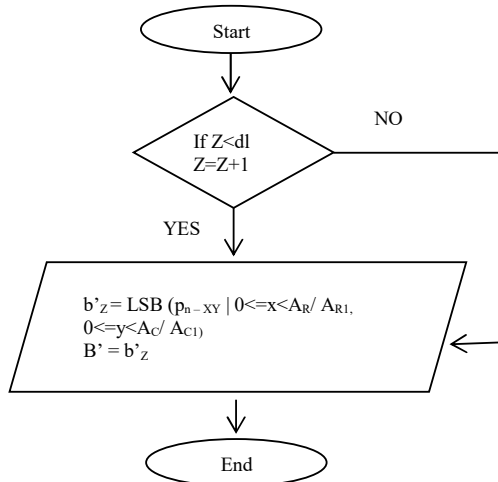 Start
If Z<dl
Z=Z+1
NO
YES
b’Z = LSB (pn – XY | 0<=x<AR/ AR1,
0<=y<AC/ AC1)
B’ = b’Z
End